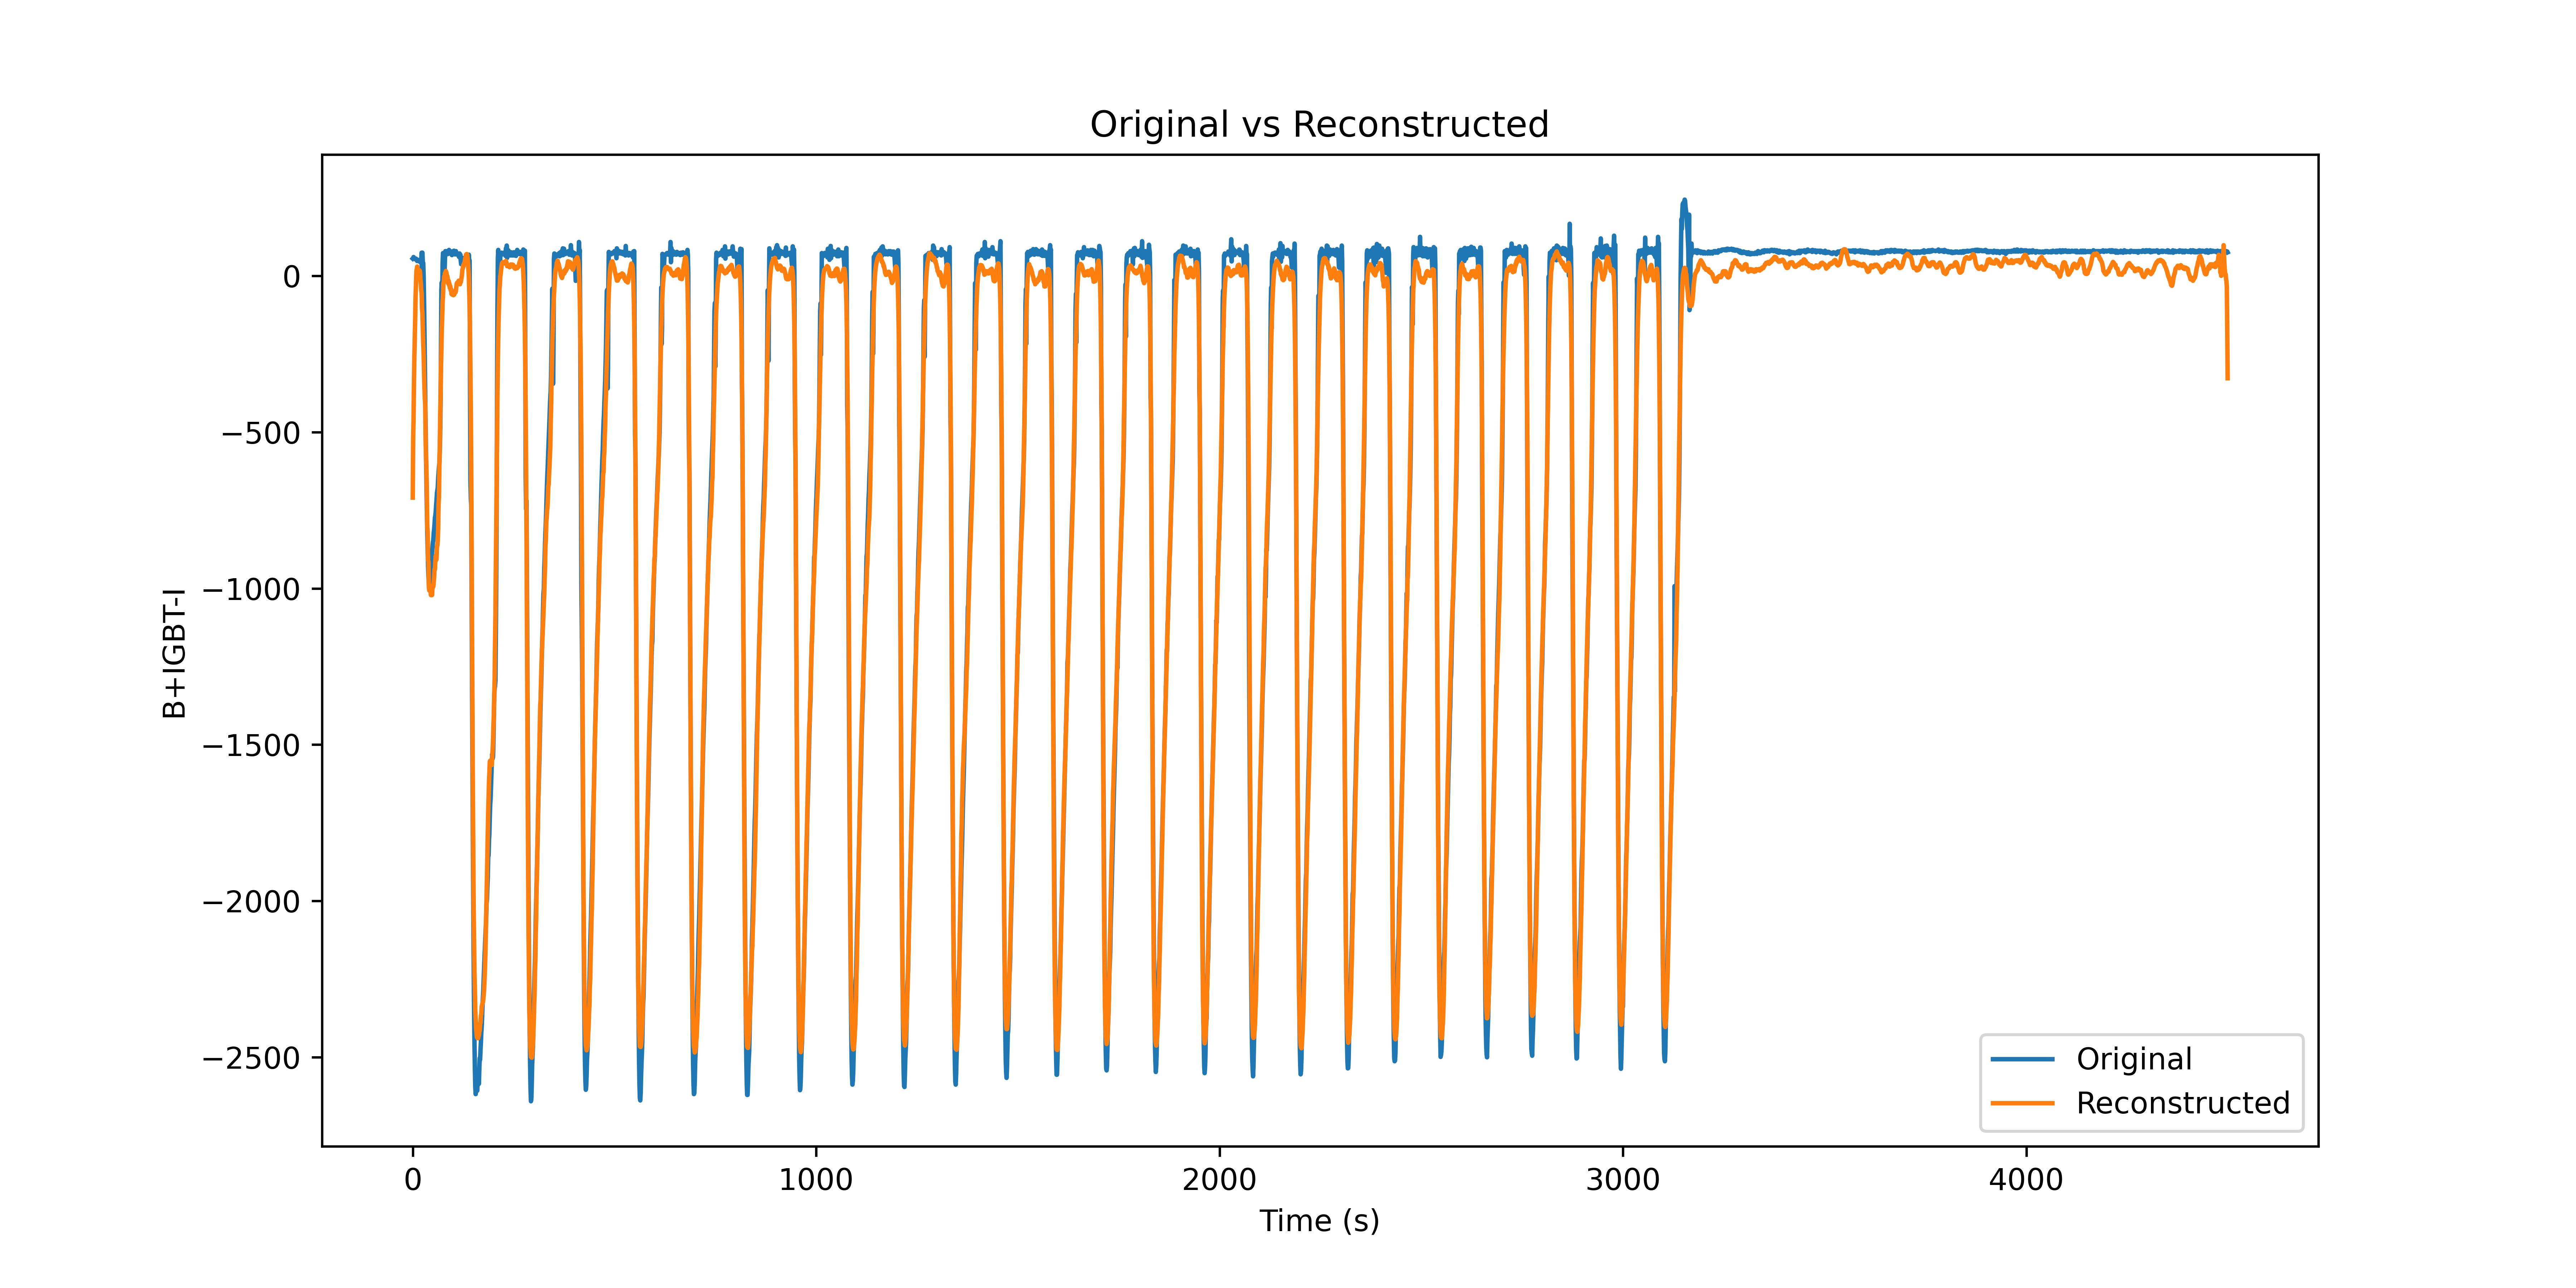 Original vs Reconstructed
B+IGBT-I
0
−500
−1000
−1500
−2000
−2500
0
1000
2000
3000
4000
Time (s)
Original
Reconstructed